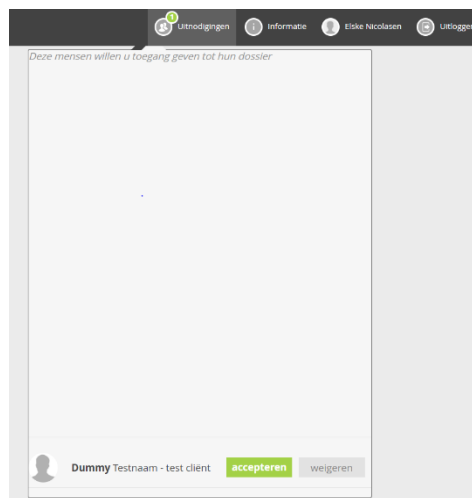 1
Uitnodigingen
Informatie
Elske Nicolasen
Uitlogger
Deze mensen willen u toegang geven tot hun dossier
Dummy Testnaam - test cliënt
accepteren
weigeren